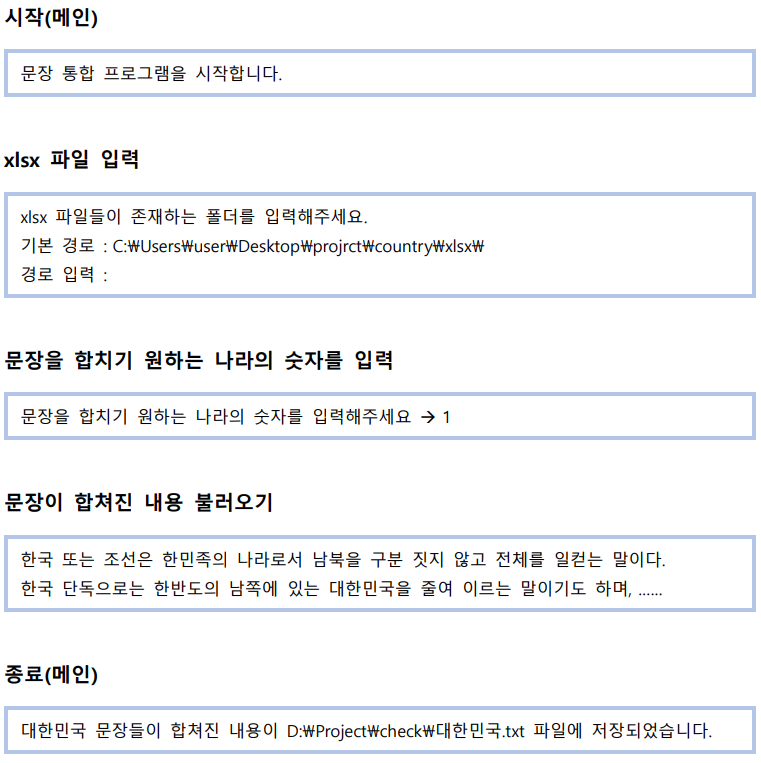 시작(메인)
문장 통합 프로그램을 시작합니다.
xlsx 파일 입력
xlsx 파일들이 존재하는 폴더를 입력해주세요.
기본 경로 : C:₩Users₩user₩Desktop₩projrct₩country₩xlsx₩
경로 입력 :
문장을 합치기 원하는 나라의 숫자를 입력
문장을 합치기 원하는 나라의 숫자를 입력해주세요 → 1
문장이 합쳐진 내용 불러오기
한국 또는 조선은 한민족의 나라로서 남북을 구분 짓지 않고 전체를 일컫는 말이다.
한국 단독으로는 한반도의 남쪽에 있는 대한민국을 줄여 이르는 말이기도 하며, ......
종료(메인)
대한민국 문장들이 합쳐진 내용이 D:₩Project₩check₩대한민국.txt 파일에 저장되었습니다.